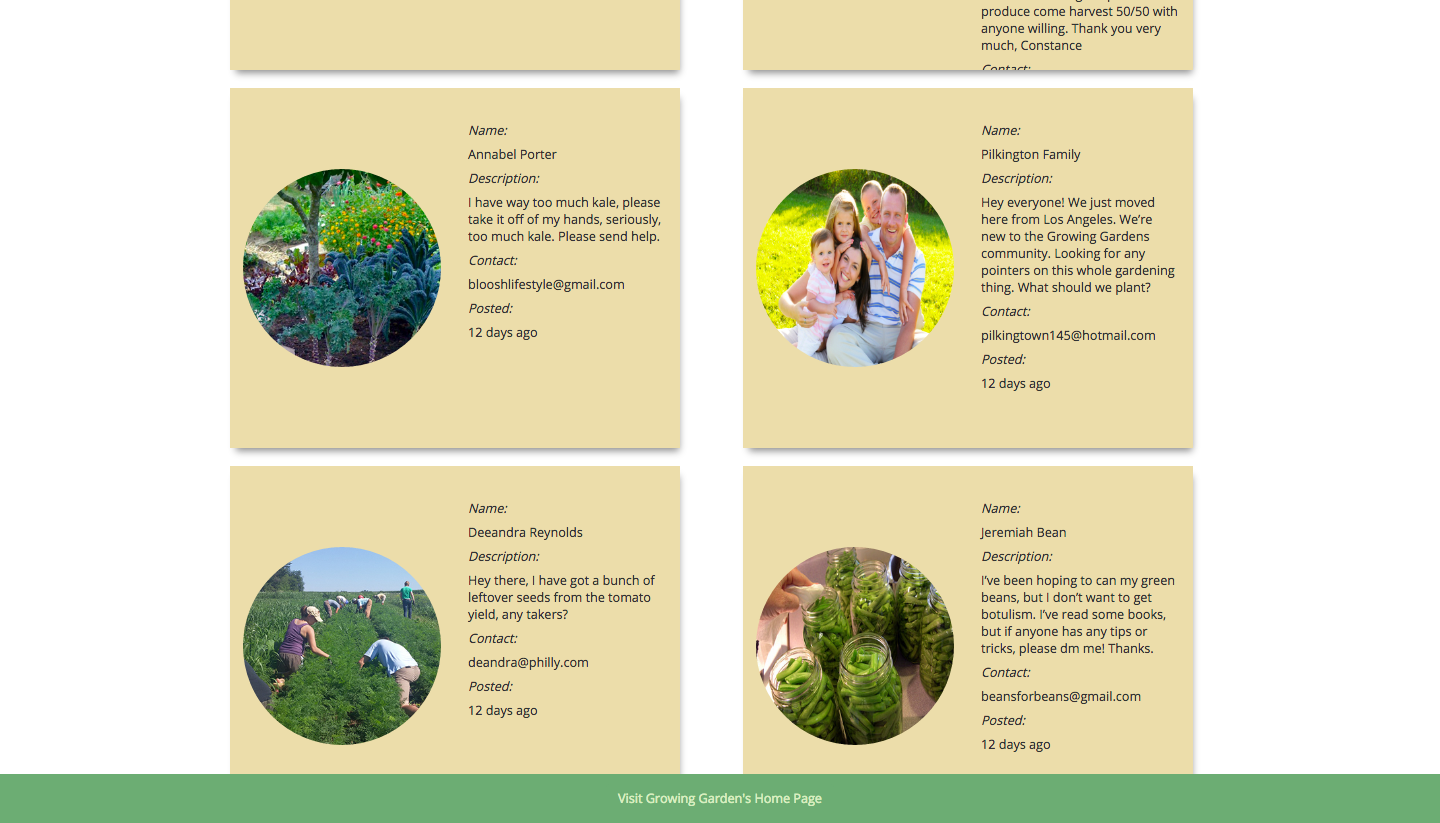 produce come harvest 50/50 with
anyone willing. Thank you very
much, Constance
Contact:
Name:
Annabel Porter
Description:
I have way too much kale, please
take it off of my hands, seriously,
too much kale. Please send help.
Contact:
blooshlifestyle@gmail.com
Posted:
12 days ago
Name:
Pilkington Family
Description:
Hey everyone! We just moved
here from Los Angeles. We’re
new to the Growing Gardens
community. Looking for any
pointers on this whole gardening
thing. What should we plant?
Contact:
pilkingtown145@hotmail.com
Posted:
12 days ago
Name:
Deeandra Reynolds
Description:
Hey there, I have got a bunch of
leftover seeds from the tomato
yield, any takers?
Contact:
deandra@philly.com
Posted:
12 days ago
Name:
Jeremiah Bean
Description:
I’ve been hoping to can my green
beans, but I don’t want to get
botulism. I’ve read some books,
but if anyone has any tips or
tricks, please dm me! Thanks.
Contact:
beansforbeans@gmail.com
Posted:
12 days ago
Visit Growing Garden's Home Page